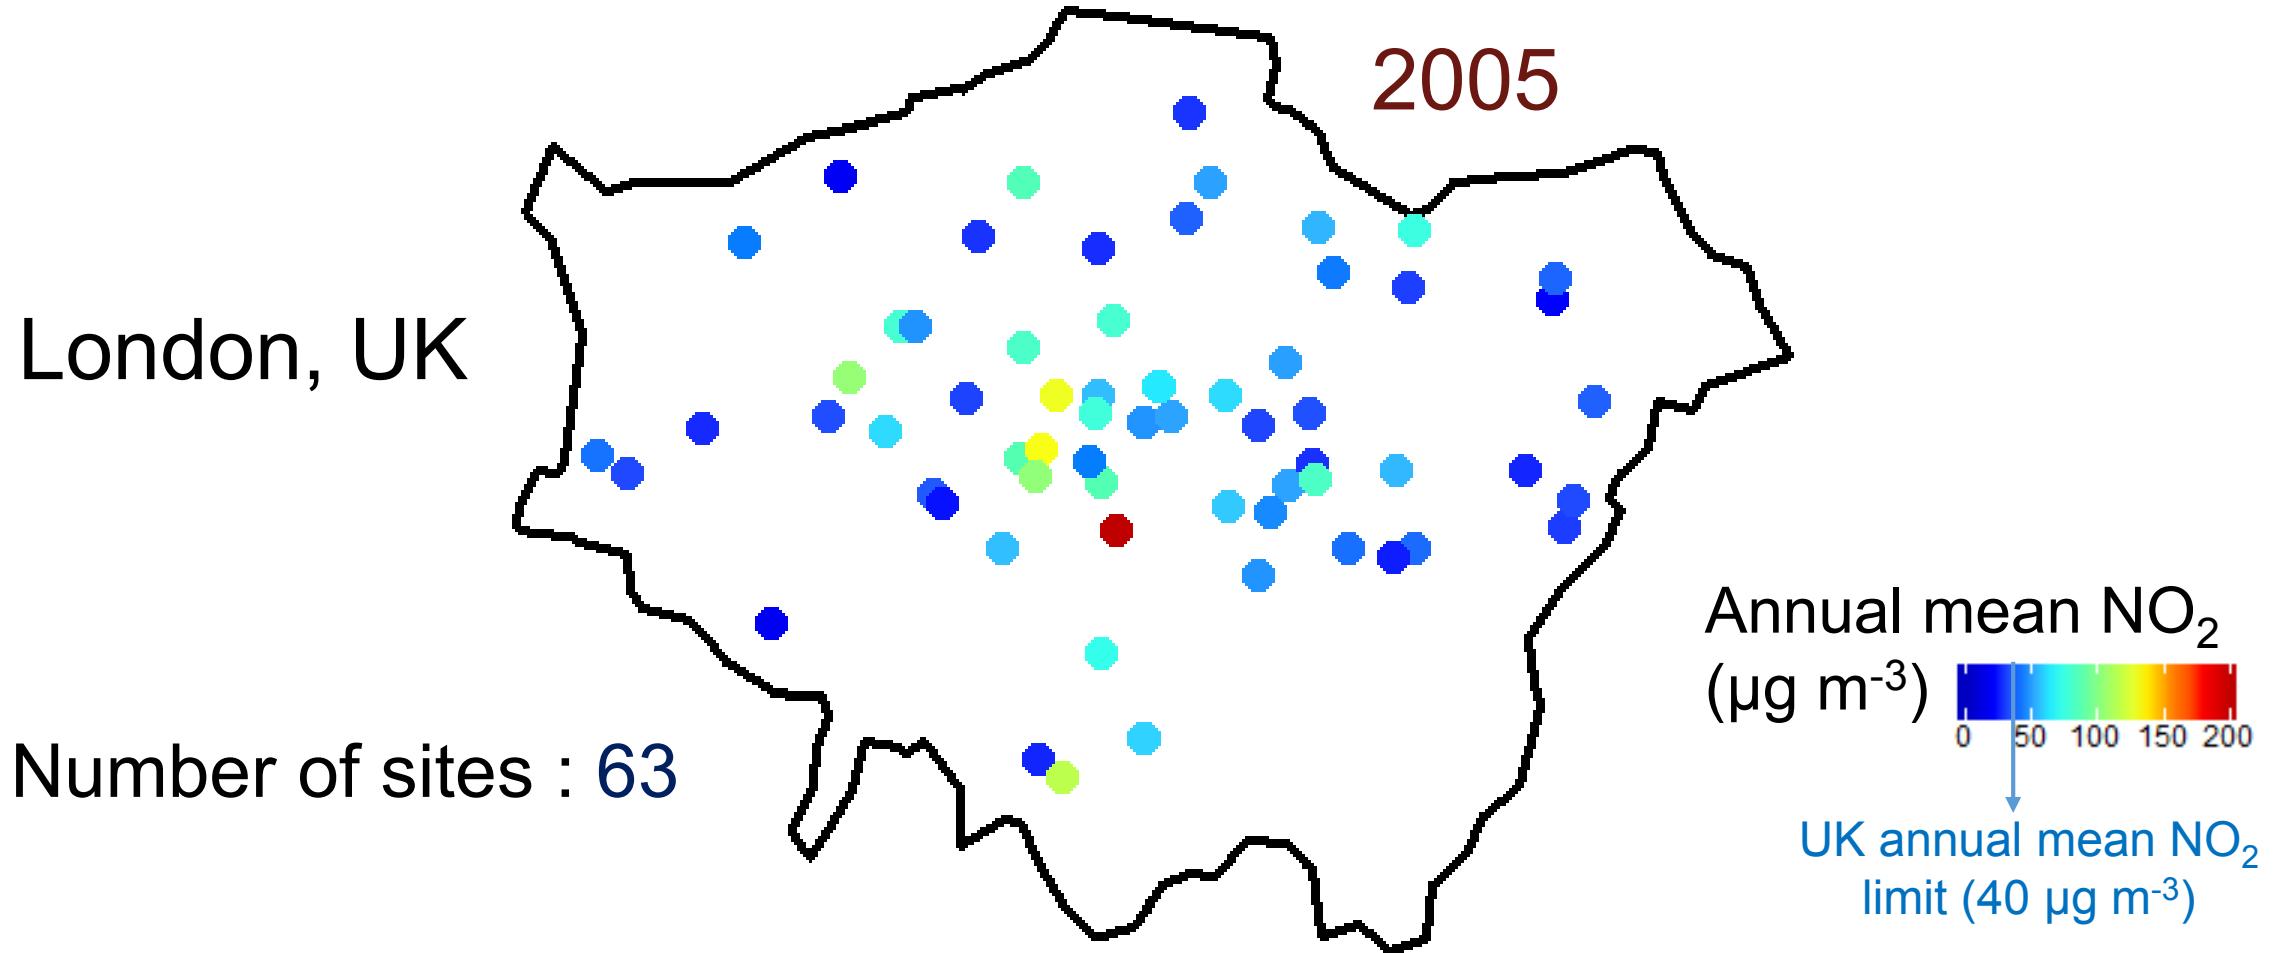 2005
London, UK
Number of sites : 63
Annual mean NO₂
(µg m⁻³)
0 50 100 150 200
UK annual mean NO₂
limit (40 µg m⁻³)